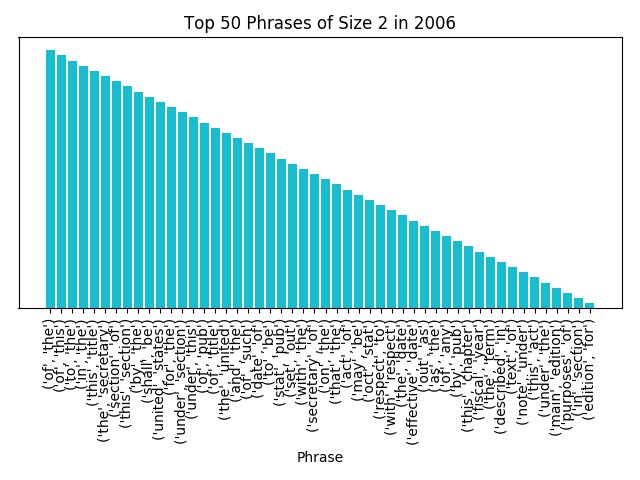 Top 50 Phrases of Size 2 in 2006
('of', 'the')
('of', 'this')
('to', 'the')
('in', 'the')
('this', 'title')
('the', 'secretary')
('section', 'of')
('this', 'section')
('by', 'the')
('shall', 'be')
('united', 'states')
('for', 'the')
('under', 'section')
('under', 'this')
('of', 'pub')
('of', 'title')
('the', 'united')
('and', 'the')
('of', 'such')
('date', 'of')
('to', 'be')
('stat', 'pub')
('set', 'out')
('with', 'the')
('secretary', 'of')
('on', 'the')
('that', 'the')
('act', 'of')
('may', 'be')
('oct', 'stat')
('respect', 'to')
('with', 'respect')
('the', 'date')
('effective', 'date')
('out', 'as')
('as', 'the')
('of', 'any')
('by', 'pub')
('this', 'chapter')
('fiscal', 'year')
('the', 'term')
('described', 'in')
('text', 'of')
('note', 'under')
('this', 'act')
('under', 'the')
('main', 'edition')
('purposes', 'of')
('in', 'section')
('edition', 'for')
Phrase